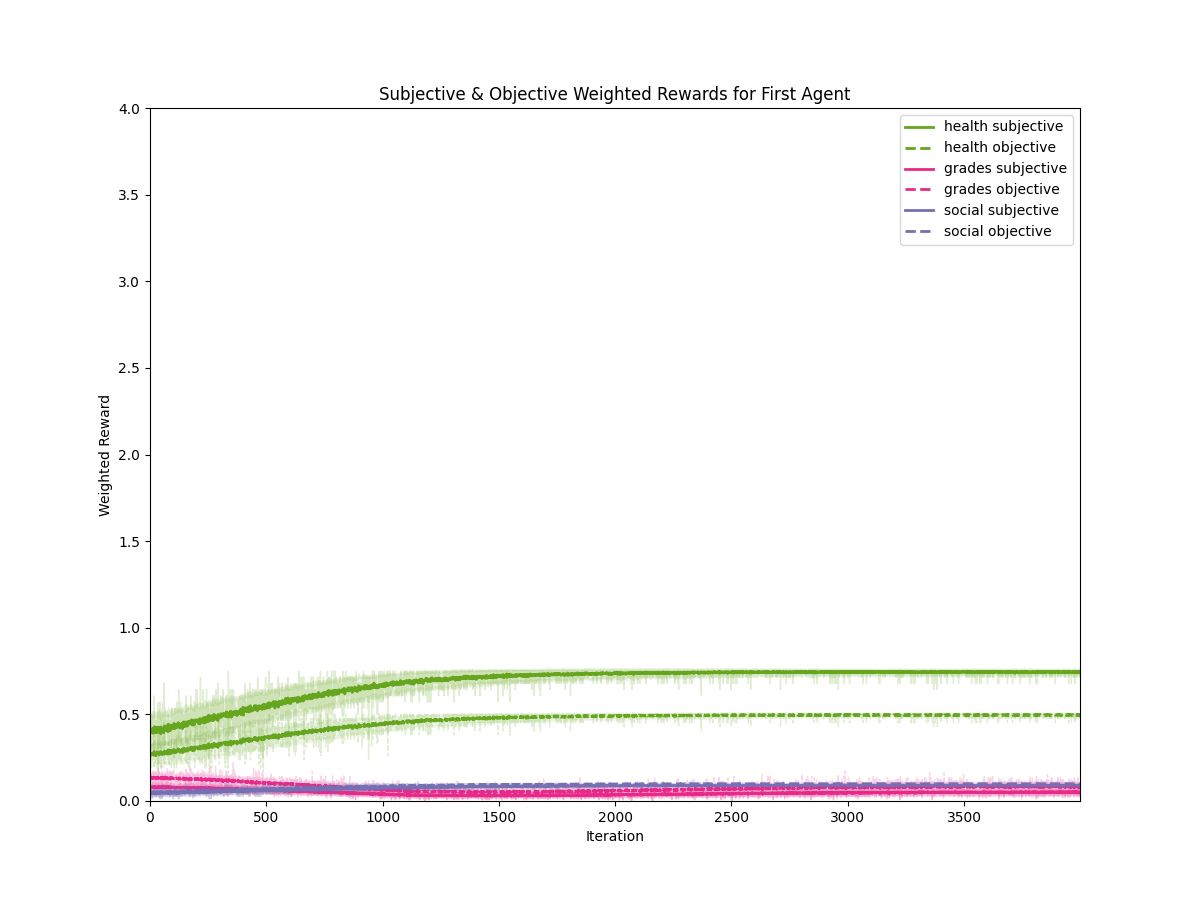 Subjective & Objective Weighted Rewards for First Agent
4.0
3.5
3.0
2.5
2.0
1.5
1.0
0.5
0.0
Weighted Reward
health subjective
health objective
grades subjective
grades objective
social subjective
social objective
0 500 1000 1500 2000 2500 3000 3500
Iteration